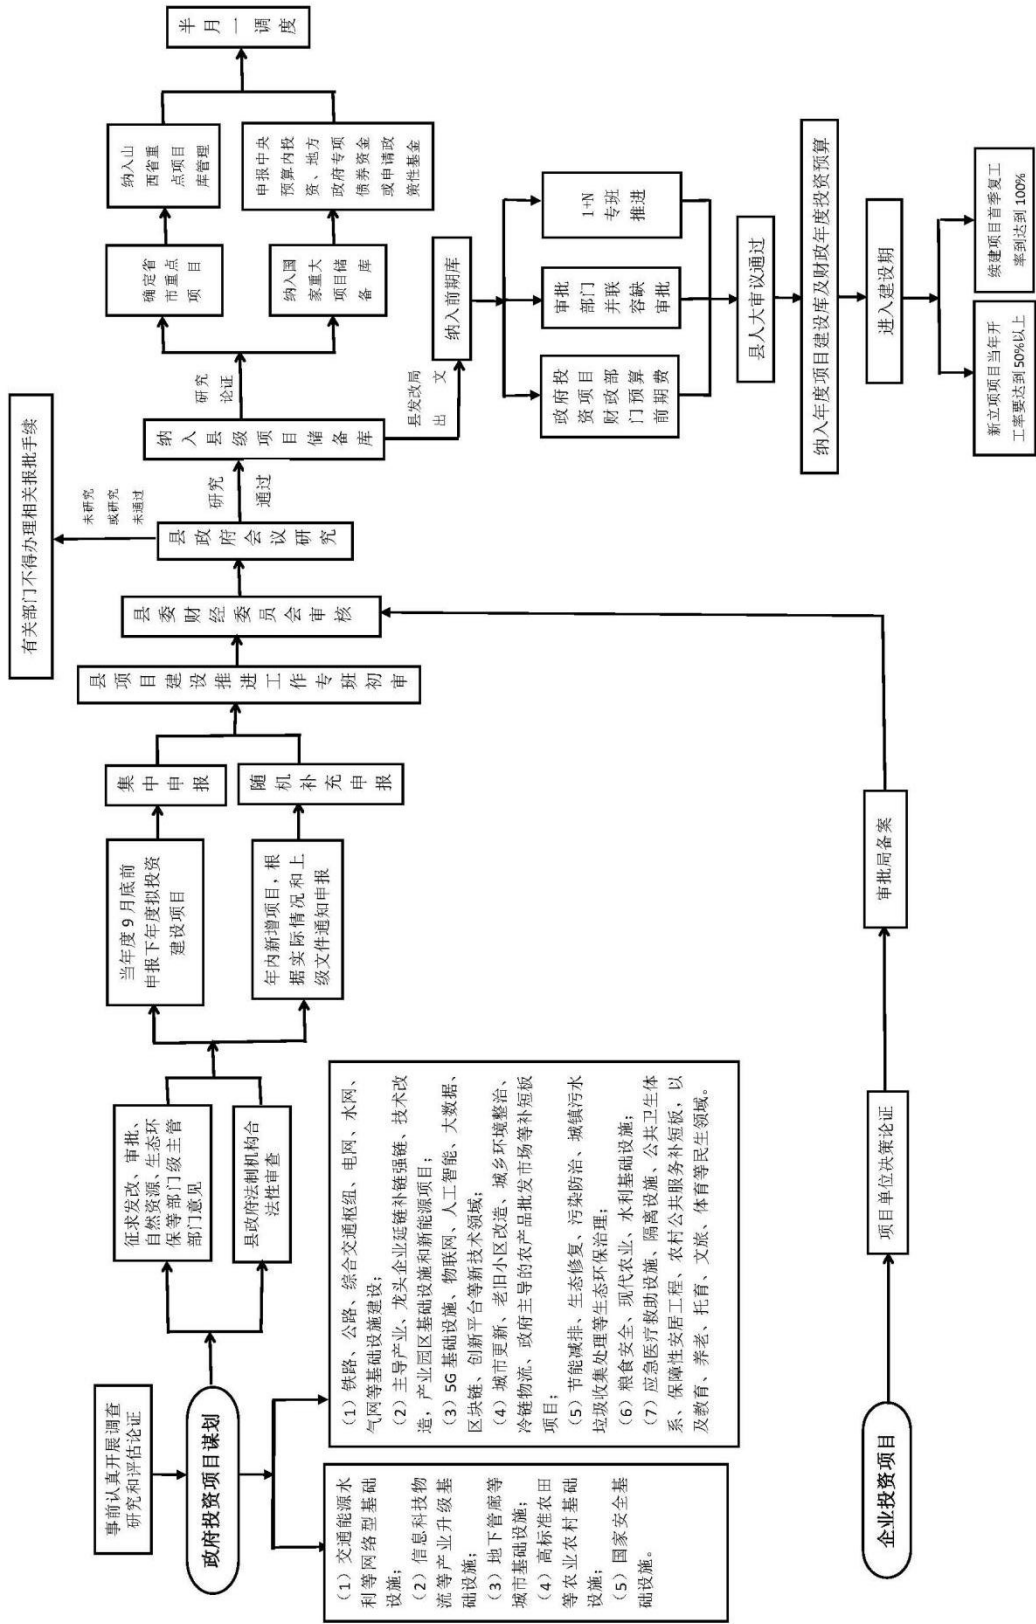 事前认真开展调查
研究和评估论证
政府投资项目谋划
（1）交通能源水
利等网络型基础
设施；
（2）信息科技物
流等产业升级基
础设施；
（3）地下管廊等
城市基础设施；
（4）高标准农田
等农业农村基础
设施；
（5）国家安全基
础设施。
（1）铁路、公路、综合交通枢纽、电网、水网、
气网等基础设施建设；
（2）主导产业、龙头企业延链补链强链、技术改
造，产业园区基础设施和新能源项目；
（3）5G 基础设施、物联网、人工智能、大数据、
区块链、创新平台等新技术领域；
（4）城市更新、老旧小区改造、城乡环境整治、
冷链物流、政府主导的农产品批发市场等补短板
项目；
（5）节能减排、生态修复、污染防治、城镇污水
垃圾收集处理等生态环保治理；
（6）粮食安全、现代农业、水利基础设施；
（7）应急医疗救助设施、隔离设施、公共卫生体
系、保障性安居工程、农村公共服务补短板，以
及教育、养老、托育、文旅、体育等民生领域。
征求发改、审批、
自然资源、生态环
保等部门级主管
部门意见
县政府法制机构合
法性审查
当年度 9 月底前
申报下年度拟投资
建设项目
年内新增项目，根
据实际情况和上
级文件通知申报
集中申报
随机补充申报
县项目建设推进工作专班初审
县委财经委员会审核
县政府会议研究
未研究
或研究
未通过
有关部门不得办理相关报批手续
研究
通过
纳入县级项目储备库
研究
论证
确定省
市重点
项目
纳入山
西省重
点项目
库管理
纳入国
家重大
项目储
备库
申报中央
预算内投
资、地方
政府专项
债券资金
或申请政
策性基金
半月一调度
县发改局
出文
纳入前期库
政府投
资项目
财政部
门预算
前期费
审批
部门
并联
容缺
审批
1+N
专班
推进
县人大审议通过
纳入年度项目建设库及财政年度投资预算
进入建设期
新立项项目当年开
工率要达到 50%以上
续建项目首季复工
率到达到 100%
企业投资项目
项目单位决策论证
审批局备案